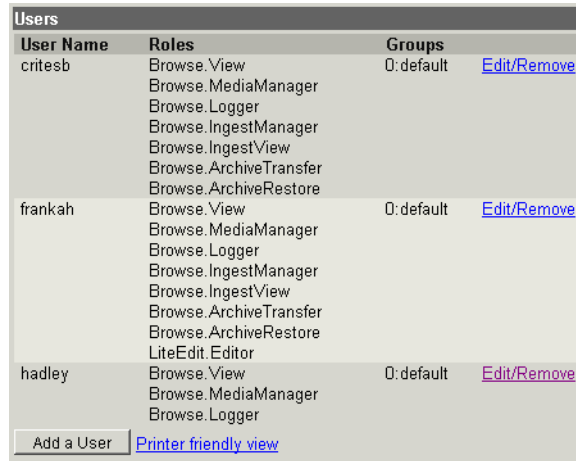 Users
User Name Roles Groups
critesb Browse.View 0:default Edit/Remove
Browse.MediaManager
Browse.Logger
Browse.IngestManager
Browse.IngestView
Browse.ArchiveTransfer
Browse.ArchiveRestore
frankah Browse.View 0:default Edit/Remove
Browse.MediaManager
Browse.Logger
Browse.IngestManager
Browse.IngestView
Browse.ArchiveTransfer
Browse.ArchiveRestore
LiteEdit.Editor
hadley Browse.View 0:default Edit/Remove
Browse.MediaManager
Browse.Logger
Add a User Printer friendly view